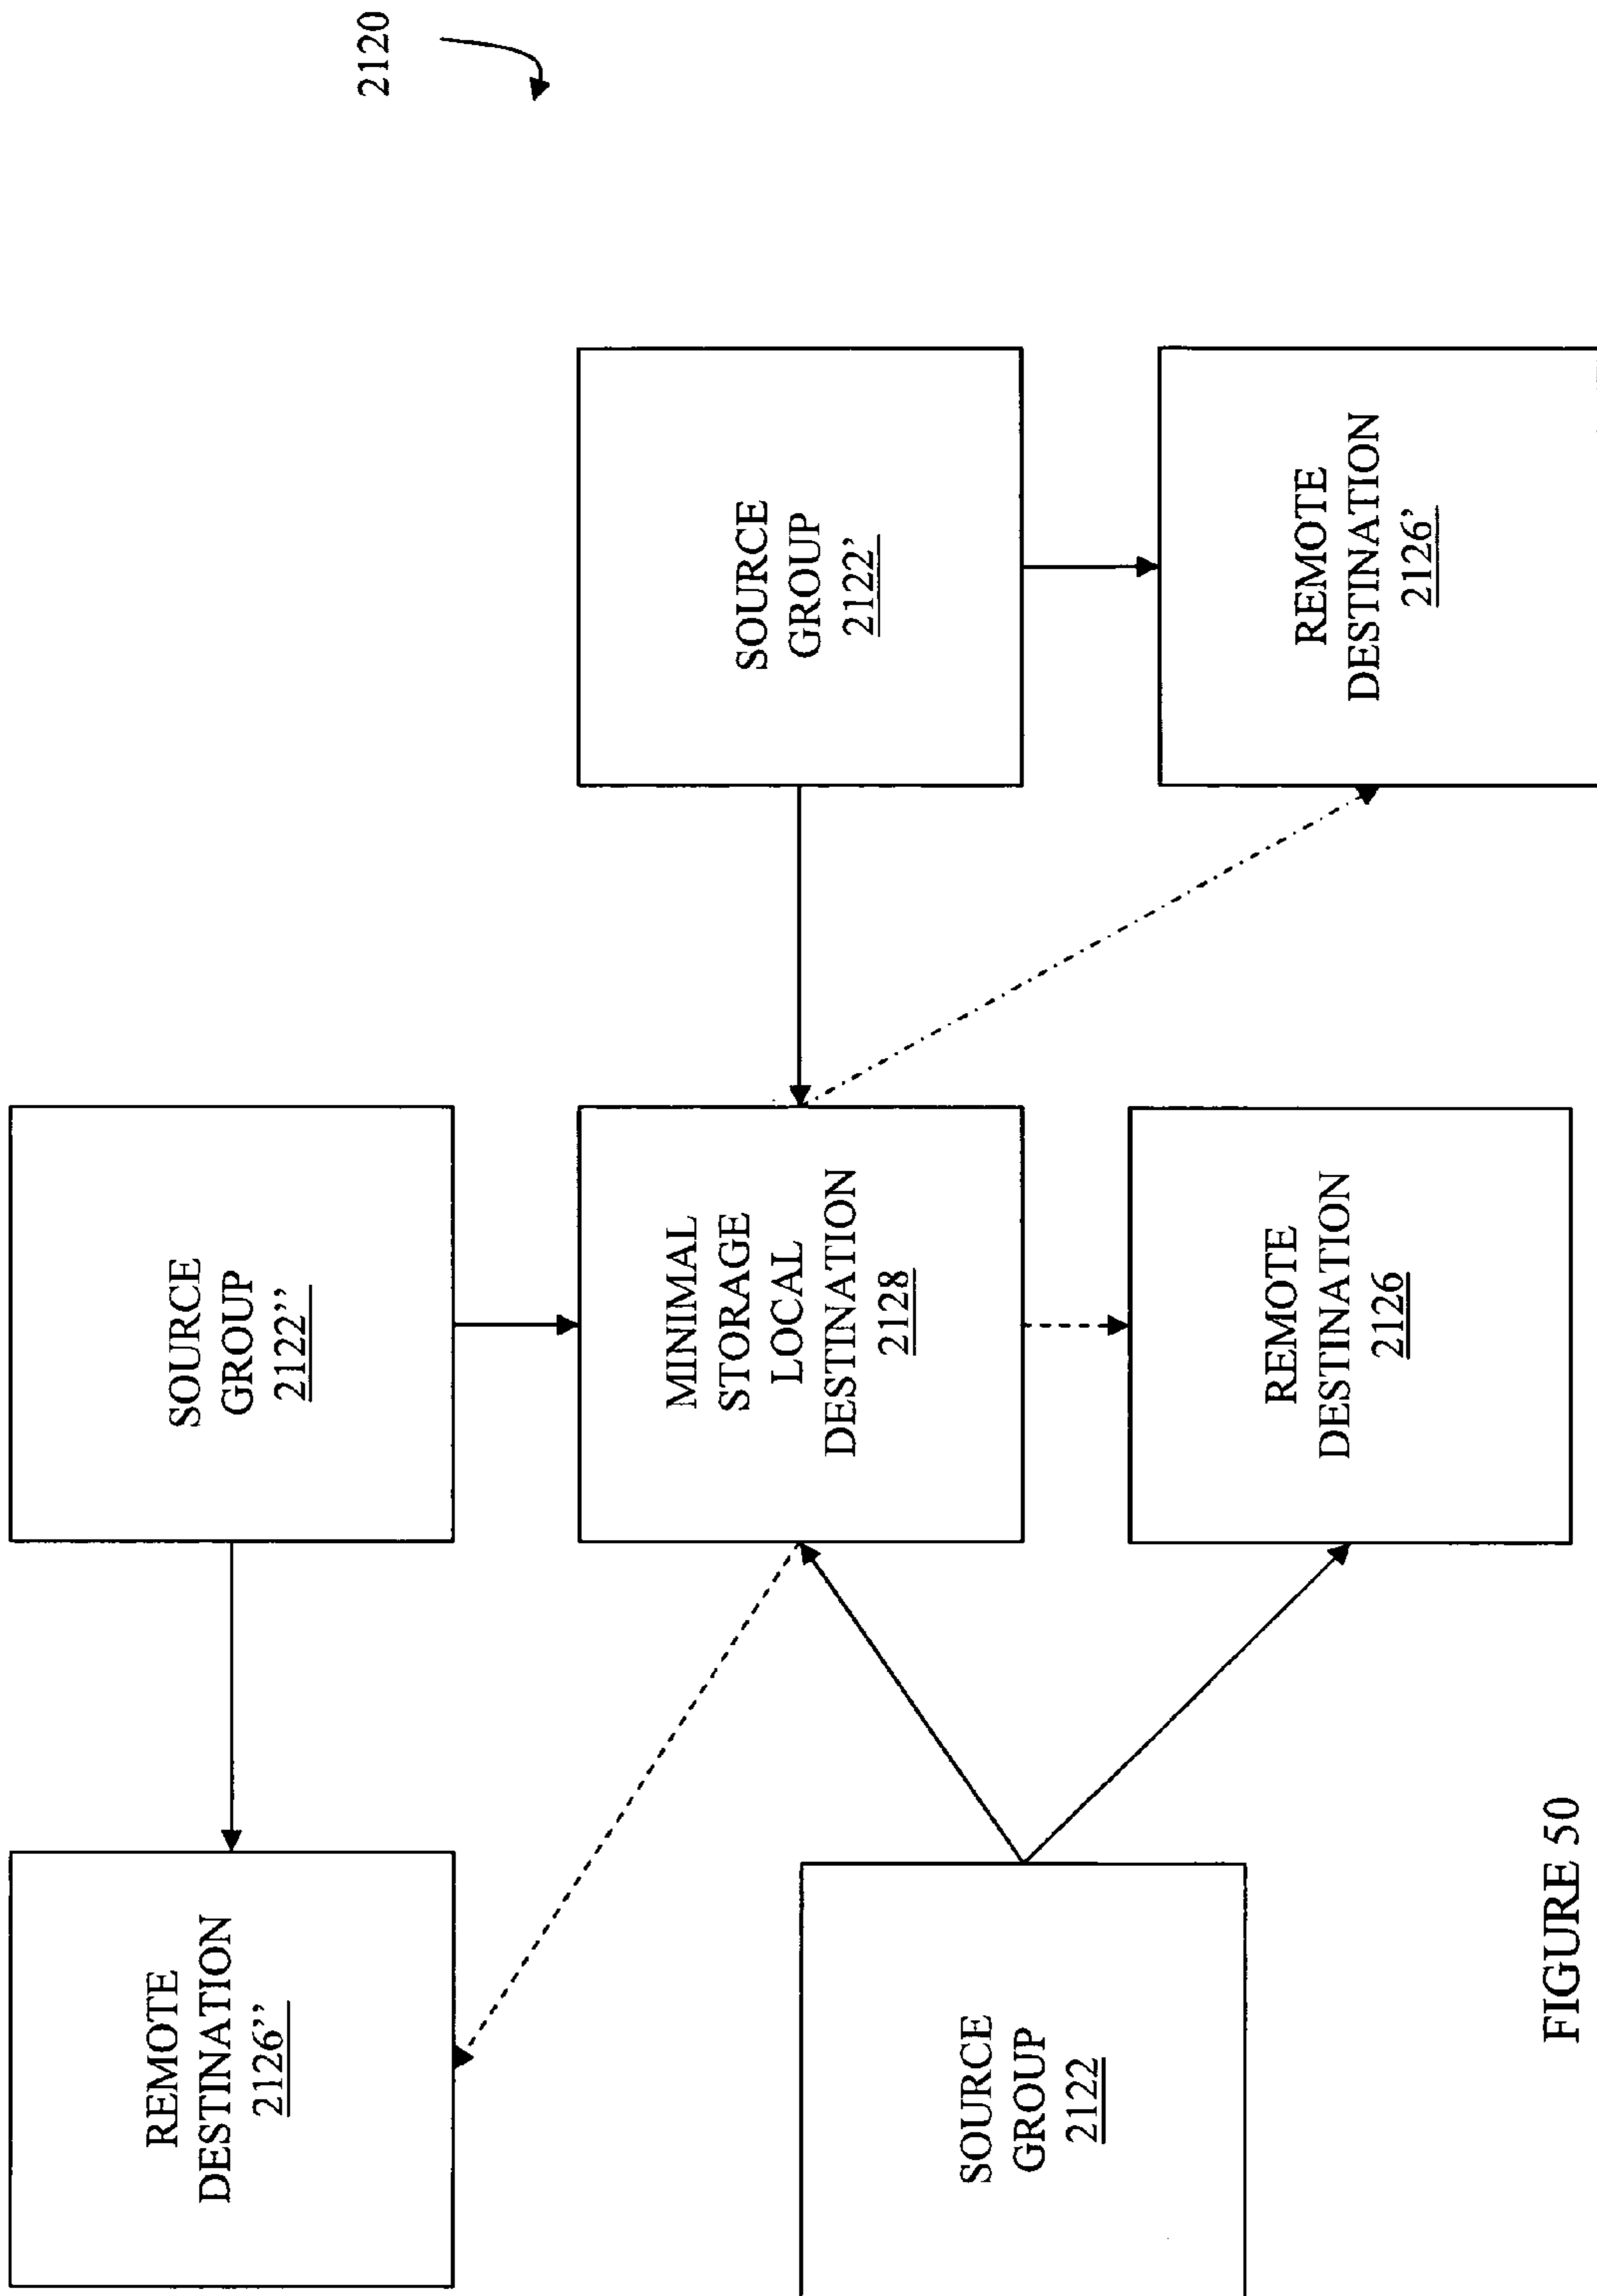 2120
SOURCE
GROUP
2122'
REMOTE
DESTINATION
2126'
SOURCE
GROUP
2122''
MINIMAL
STORAGE
LOCAL
DESTINATION
2128
REMOTE
DESTINATION
2126
REMOTE
DESTINATION
2126''
SOURCE
GROUP
2122
FIGURE 50